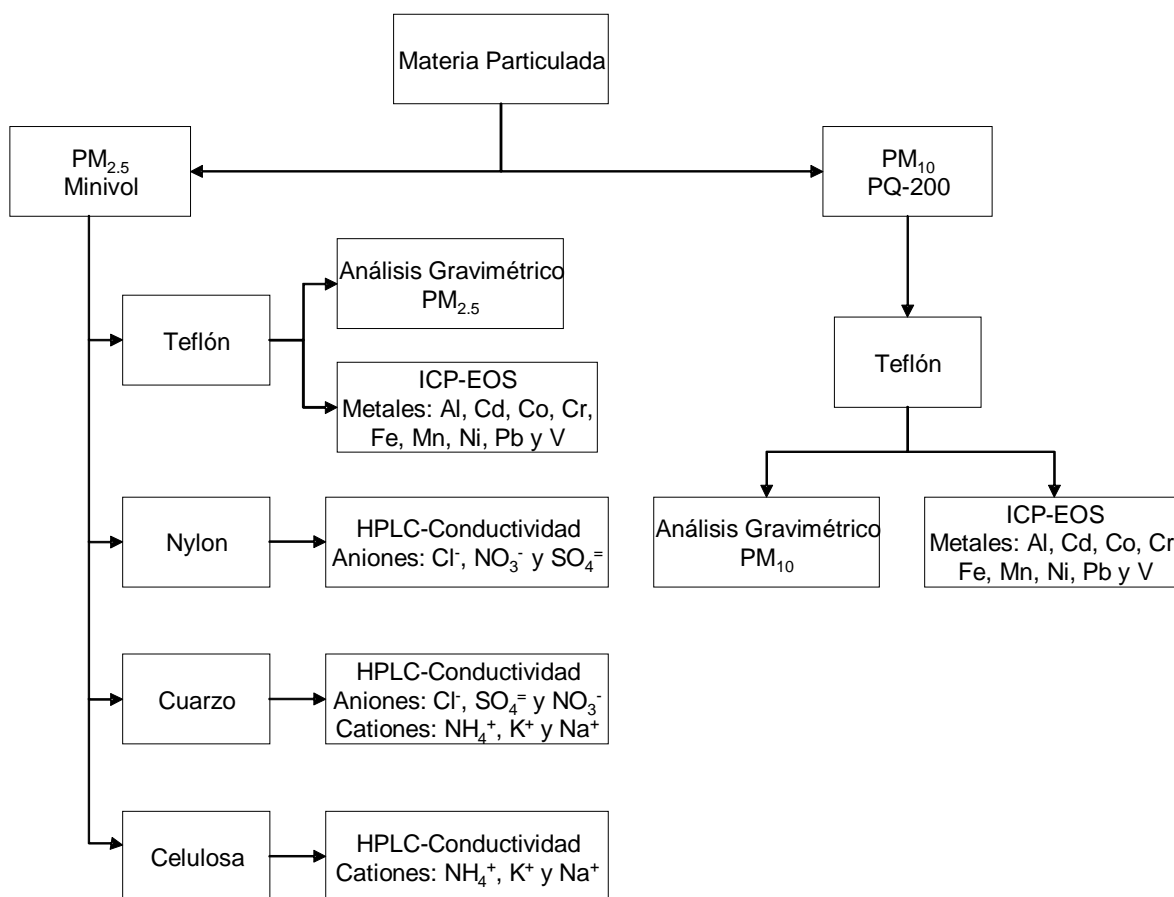 Materia Particulada
PM₂.₅
Minivol
PM₁₀
PQ-200
Análisis Gravimétrico
PM₂.₅
Teflón
ICP-EOS
Metales: Al, Cd, Co, Cr,
Fe, Mn, Ni, Pb y V
Teflón
Nylon
HPLC-Conductividad
Aniones: Cl⁻, NO₃⁻ y SO₄⁼
Análisis Gravimétrico
PM₁₀
ICP-EOS
Metales: Al, Cd, Co, Cr
Fe, Mn, Ni, Pb y V
Cuarzo
HPLC-Conductividad
Aniones: Cl⁻, SO₄⁼ y NO₃⁻
Cationes: NH₄⁺, K⁺ y Na⁺
Celulosa
HPLC-Conductividad
Cationes: NH₄⁺, K⁺ y Na⁺